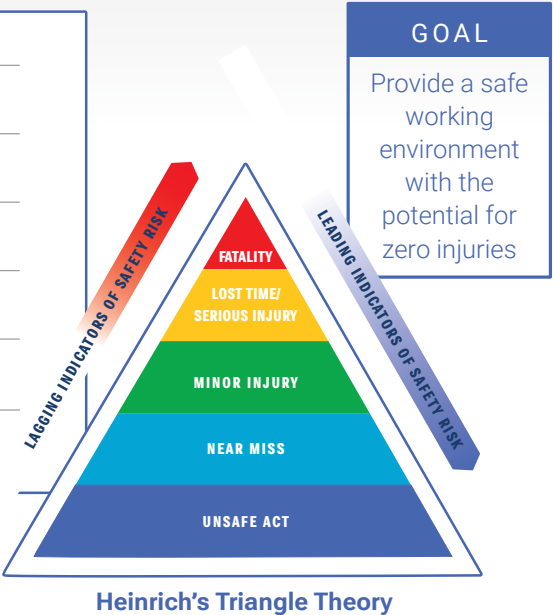 GOAL
Provide a safe
working
environment
with the
potential for
zero injuries
LAGGING INDICATORS OF SAFETY RISK
LEADING INDICATORS OF SAFETY RISK
FATALITY
LOST TIME/
SERIOUS INJURY
MINOR INJURY
NEAR MISS
UNSAFE ACT
Heinrich's Triangle Theory